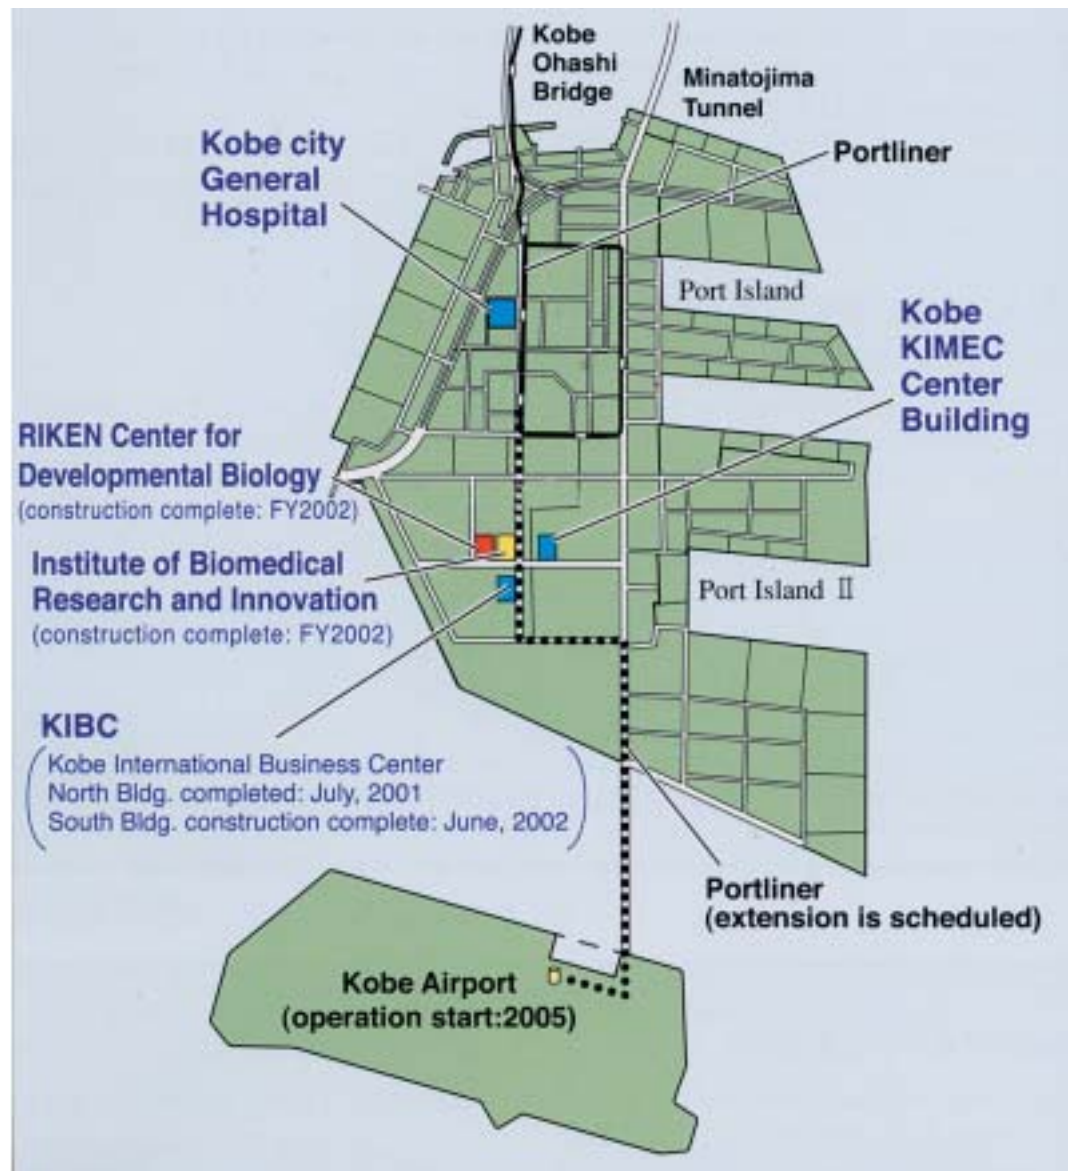 Kobe
Ohashi
Bridge
Minatojima
Tunnel
Portliner
Kobe city
General
Hospital
Port Island
Kobe
KIMEC
Center
Building
RIKEN Center for
Developmental Biology
(construction complete: FY2002)
Institute of Biomedical
Research and Innovation
(construction complete: FY2002)
Port Island Ⅱ
KIBC
Kobe International Business Center
North Bldg. completed: July, 2001
South Bldg. construction complete: June, 2002
Portliner
(extension is scheduled)
Kobe Airport
(operation start:2005)